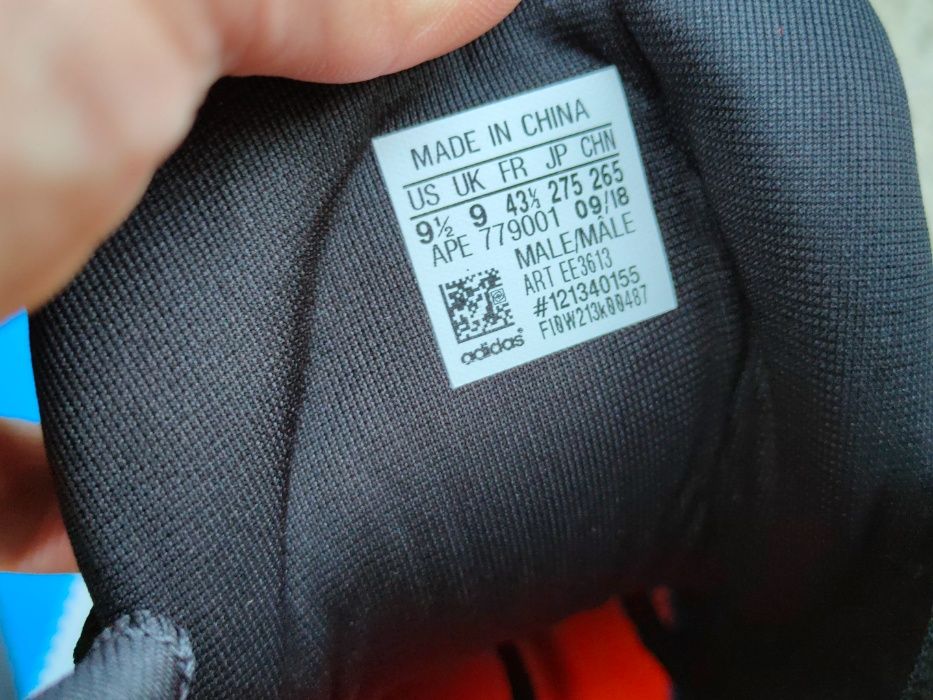 MADE IN CHINA
US UK FR JP CHN
9½ 9 43⅓ 275 265
APE 779001 09/18
MALE/MÂLE
ART EE3613
#121340155
F10W213k00487
adidas®